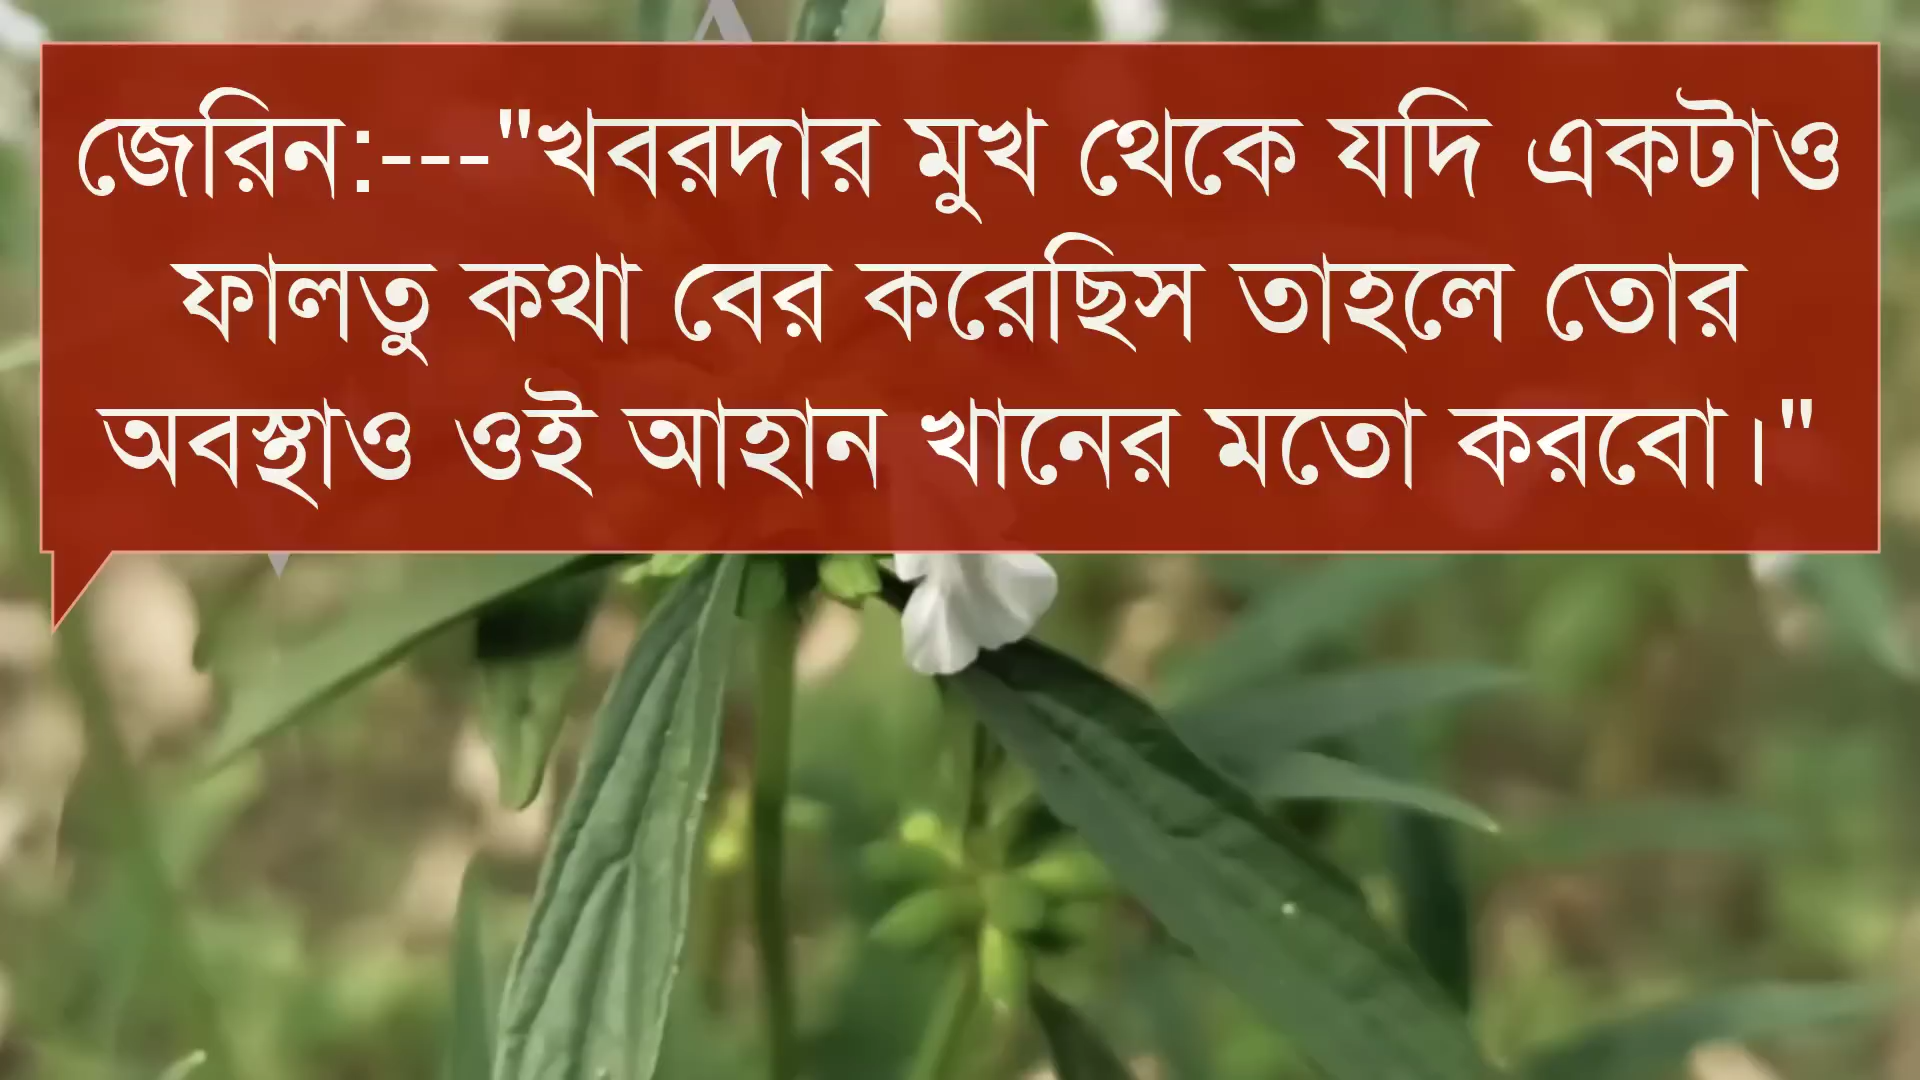 জেরিন:---"খবরদার মুখ থেকে যদি একটাও
ফালতু কথা বের করেছিস তাহলে তোর
অবস্থাও ওই আহান খানের মতো করবো।"